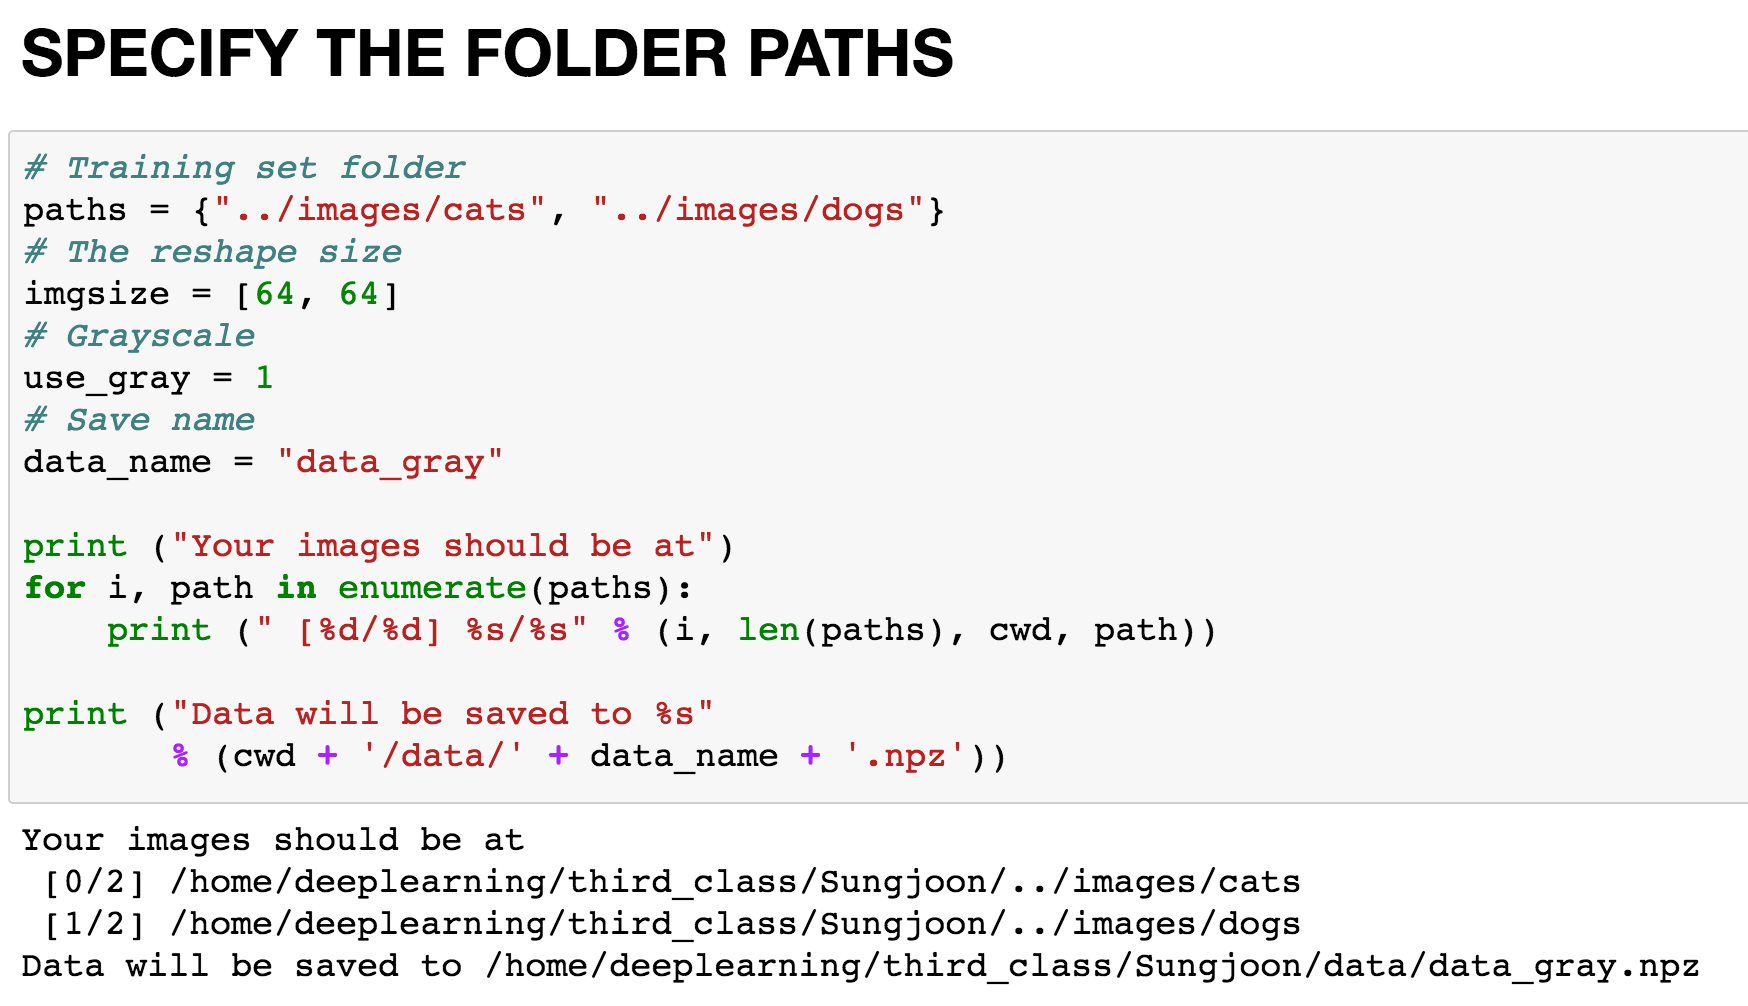 SPECIFY THE FOLDER PATHS
# Training set folder
paths = {"../images/cats", "../images/dogs"}
# The reshape size
imgsize = [64, 64]
# Grayscale
use_gray = 1
# Save name
data_name = "data_gray"

print ("Your images should be at")
for i, path in enumerate(paths):
    print (" [%d/%d] %s/%s" % (i, len(paths), cwd, path))

print ("Data will be saved to %s"
       % (cwd + '/data/' + data_name + '.npz'))
Your images should be at
 [0/2] /home/deeplearning/third_class/Sungjoon/../images/cats
 [1/2] /home/deeplearning/third_class/Sungjoon/../images/dogs
Data will be saved to /home/deeplearning/third_class/Sungjoon/data/data_gray.npz